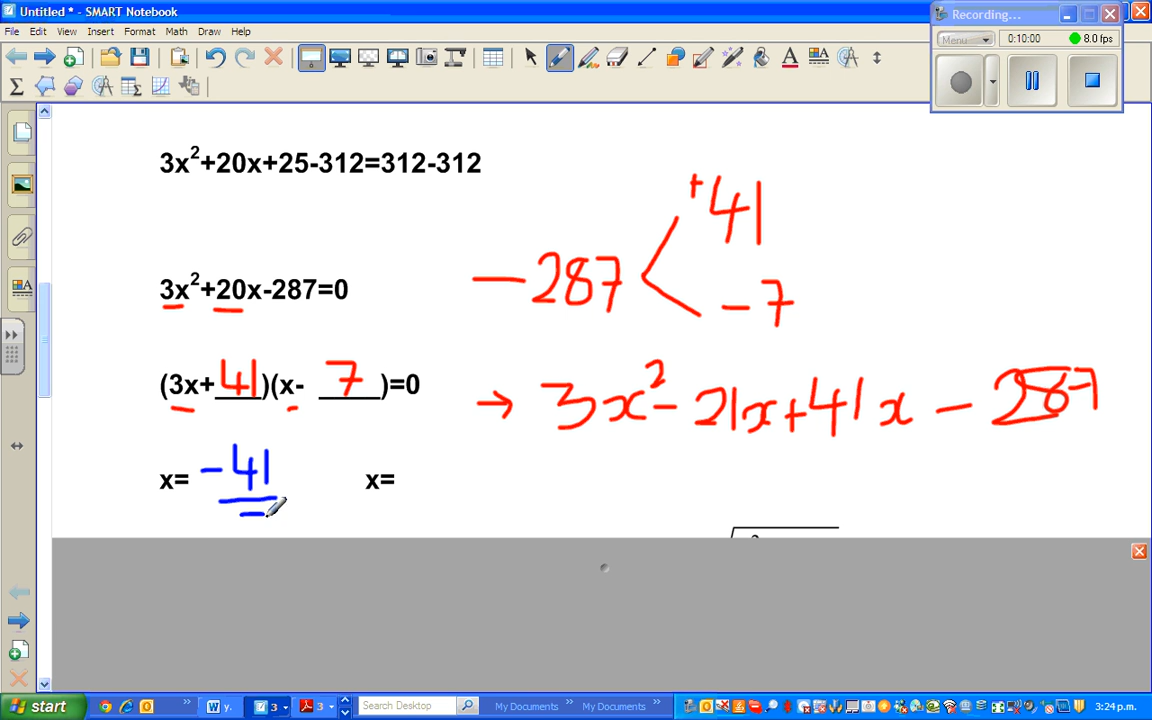 Untitled * - SMART Notebook
Recording...
File Edit View Insert Format Math Draw Help
Menu 0:10:00 8.0 fps
3x²+20x+25-312=312-312
+41
3x²+20x-287=0
-287
-7
(3x+41)(x- 7)=0
→ 3x²-21x+41x-287
x= -41 x=
start
W y.
3
3
Search Desktop
My Documents
My Documents
3:24 p.m.